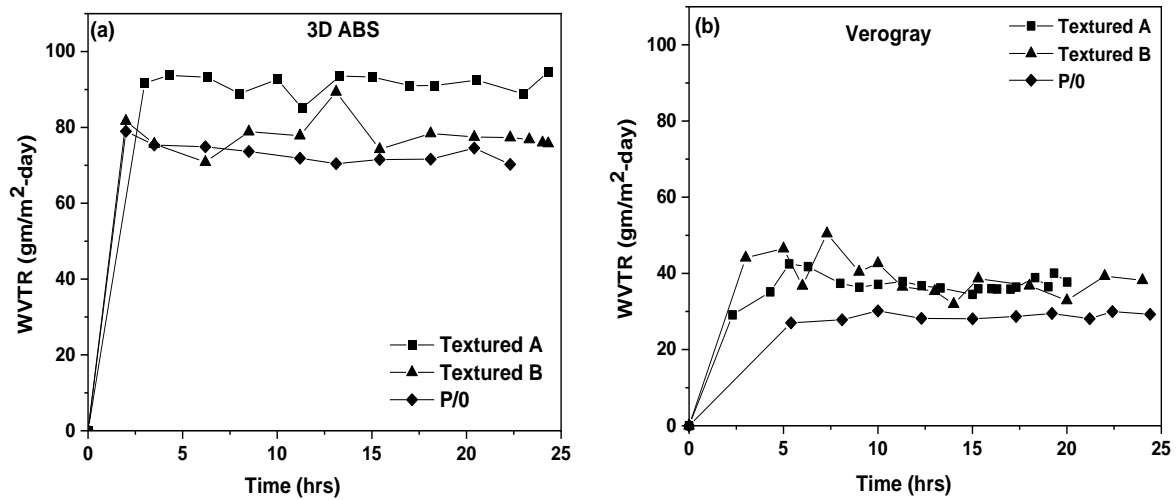 (a)
3D ABS
WVTR (gm/m²-day)
100
80
60
40
20
0
Textured A
Textured B
P/0
0 5 10 15 20 25
Time (hrs)
(b)
Verogray
WVTR (gm/m²-day)
100
80
60
40
20
0
Textured A
Textured B
P/0
0 5 10 15 20 25
Time (hrs)